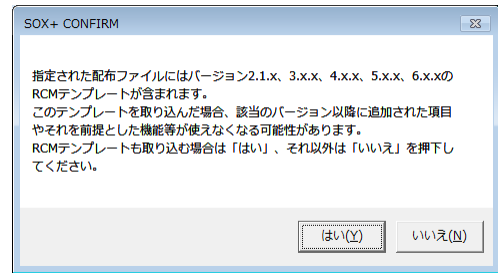 SOX+ CONFIRM
指定された配布ファイルにはバージョン2.1.x、3.x.x、4.x.x、5.x.x、6.x.xの
RCMテンプレートが含まれます。
このテンプレートを取り込んだ場合、該当のバージョン以降に追加された項目
やそれを前提とした機能等が使えなくなる可能性があります。
RCMテンプレートも取り込む場合は「はい」、それ以外は「いいえ」を押下し
てください。
はい(Y)
いいえ(N)